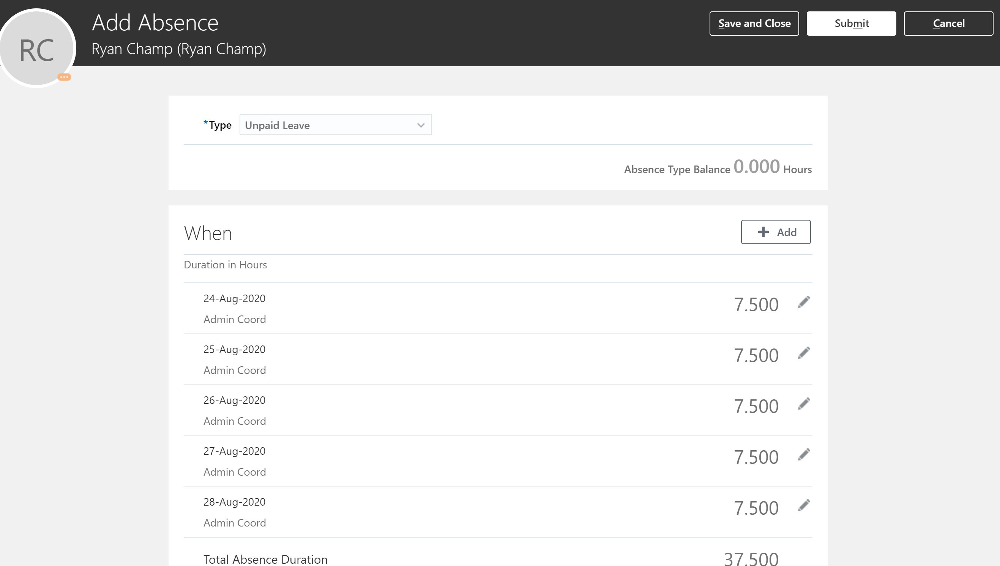 RC
Add Absence
Ryan Champ (Ryan Champ)
Save and Close
Submit
Cancel
*Type Unpaid Leave
Absence Type Balance 0.000 Hours
When
Add
Duration in Hours
24-Aug-2020
Admin Coord
7.500
25-Aug-2020
Admin Coord
7.500
26-Aug-2020
Admin Coord
7.500
27-Aug-2020
Admin Coord
7.500
28-Aug-2020
Admin Coord
7.500
Total Absence Duration 37.500